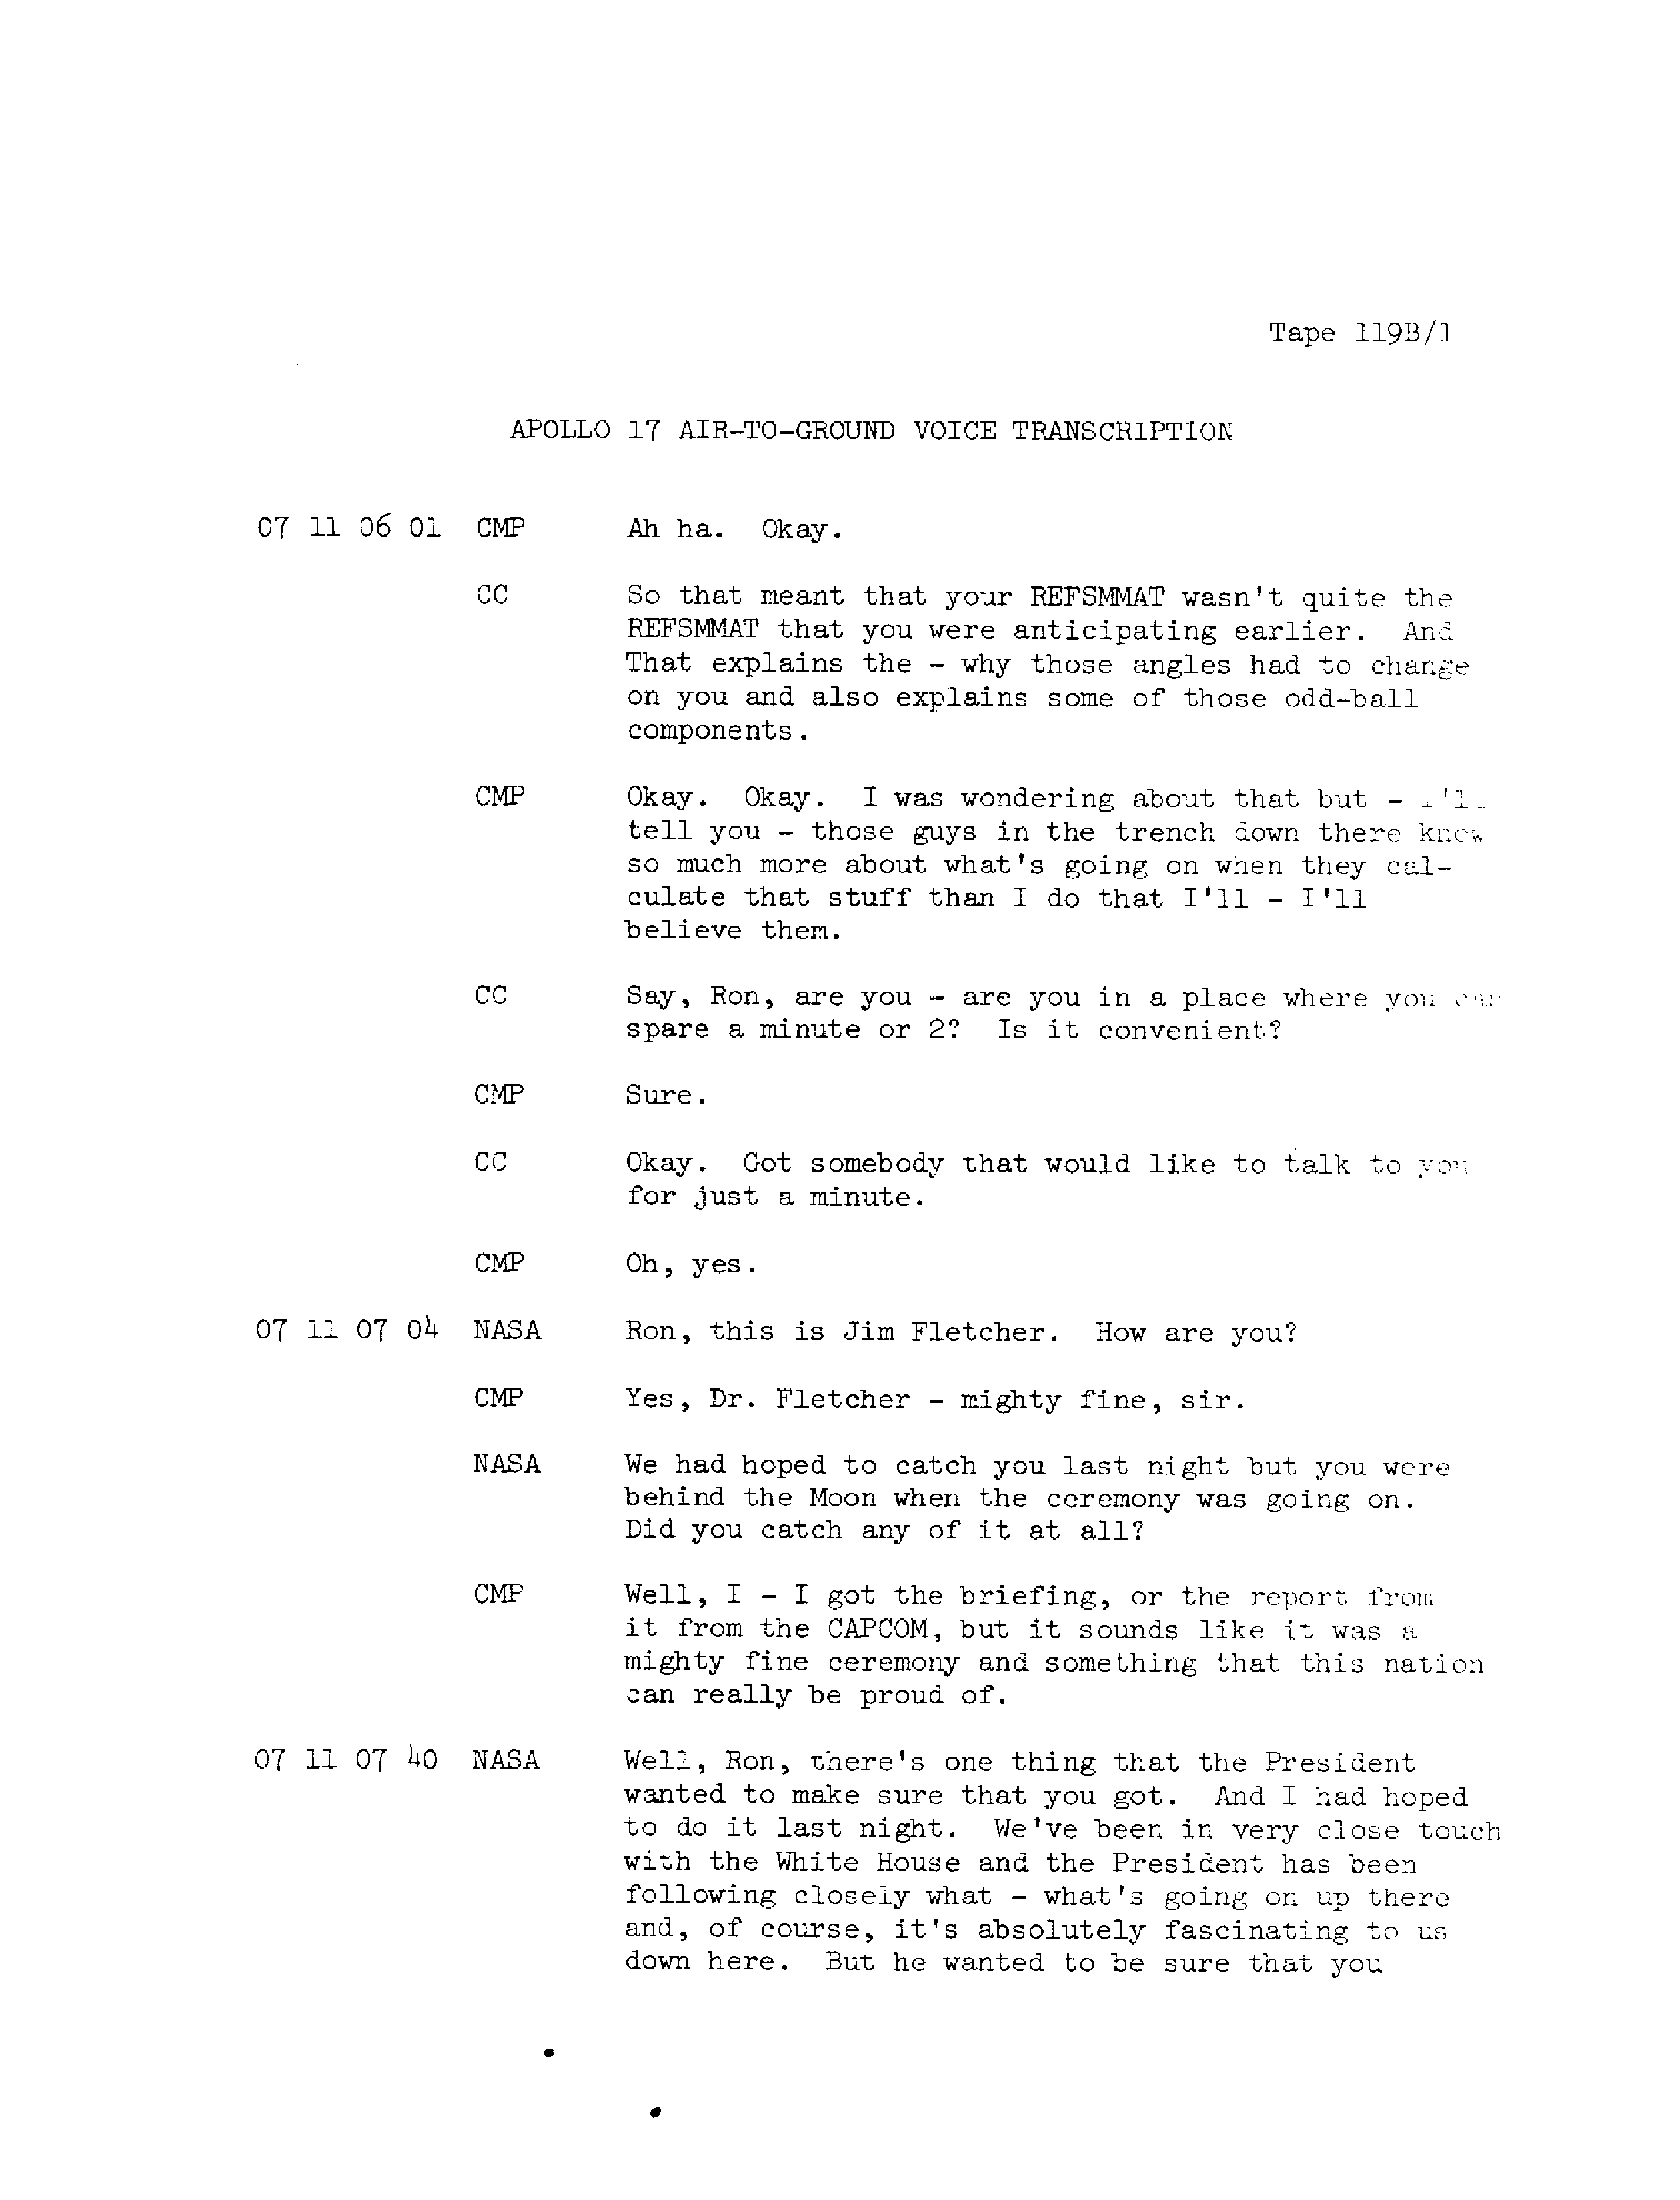 Tape 119B/1
APOLLO 17 AIR-TO-GROUND VOICE TRANSCRIPTION
07 11 06 01 CMP Ah ha. Okay.
CC So that meant that your REFSMMAT wasn't quite the
REFSMMAT that you were anticipating earlier. And
That explains the - why those angles had to change
on you and also explains some of those odd-ball
components.
CMP Okay. Okay. I was wondering about that but - I'll
tell you - those guys in the trench down there know
so much more about what's going on when they cal-
culate that stuff than I do that I'll - I'll
believe them.
CC Say, Ron, are you - are you in a place where you can
spare a minute or 2? Is it convenient?
CMP Sure.
CC Okay. Got somebody that would like to talk to you
for just a minute.
CMP Oh, yes.
07 11 07 04 NASA Ron, this is Jim Fletcher. How are you?
CMP Yes, Dr. Fletcher - mighty fine, sir.
NASA We had hoped to catch you last night but you were
behind the Moon when the ceremony was going on.
Did you catch any of it at all?
CMP Well, I - I got the briefing, or the report from
it from the CAPCOM, but it sounds like it was a
mighty fine ceremony and something that this nation
can really be proud of.
07 11 07 40 NASA Well, Ron, there's one thing that the President
wanted to make sure that you got. And I had hoped
to do it last night. We've been in very close touch
with the White House and the President has been
following closely what - what's going on up there
and, of course, it's absolutely fascinating to us
down here. But he wanted to be sure that you